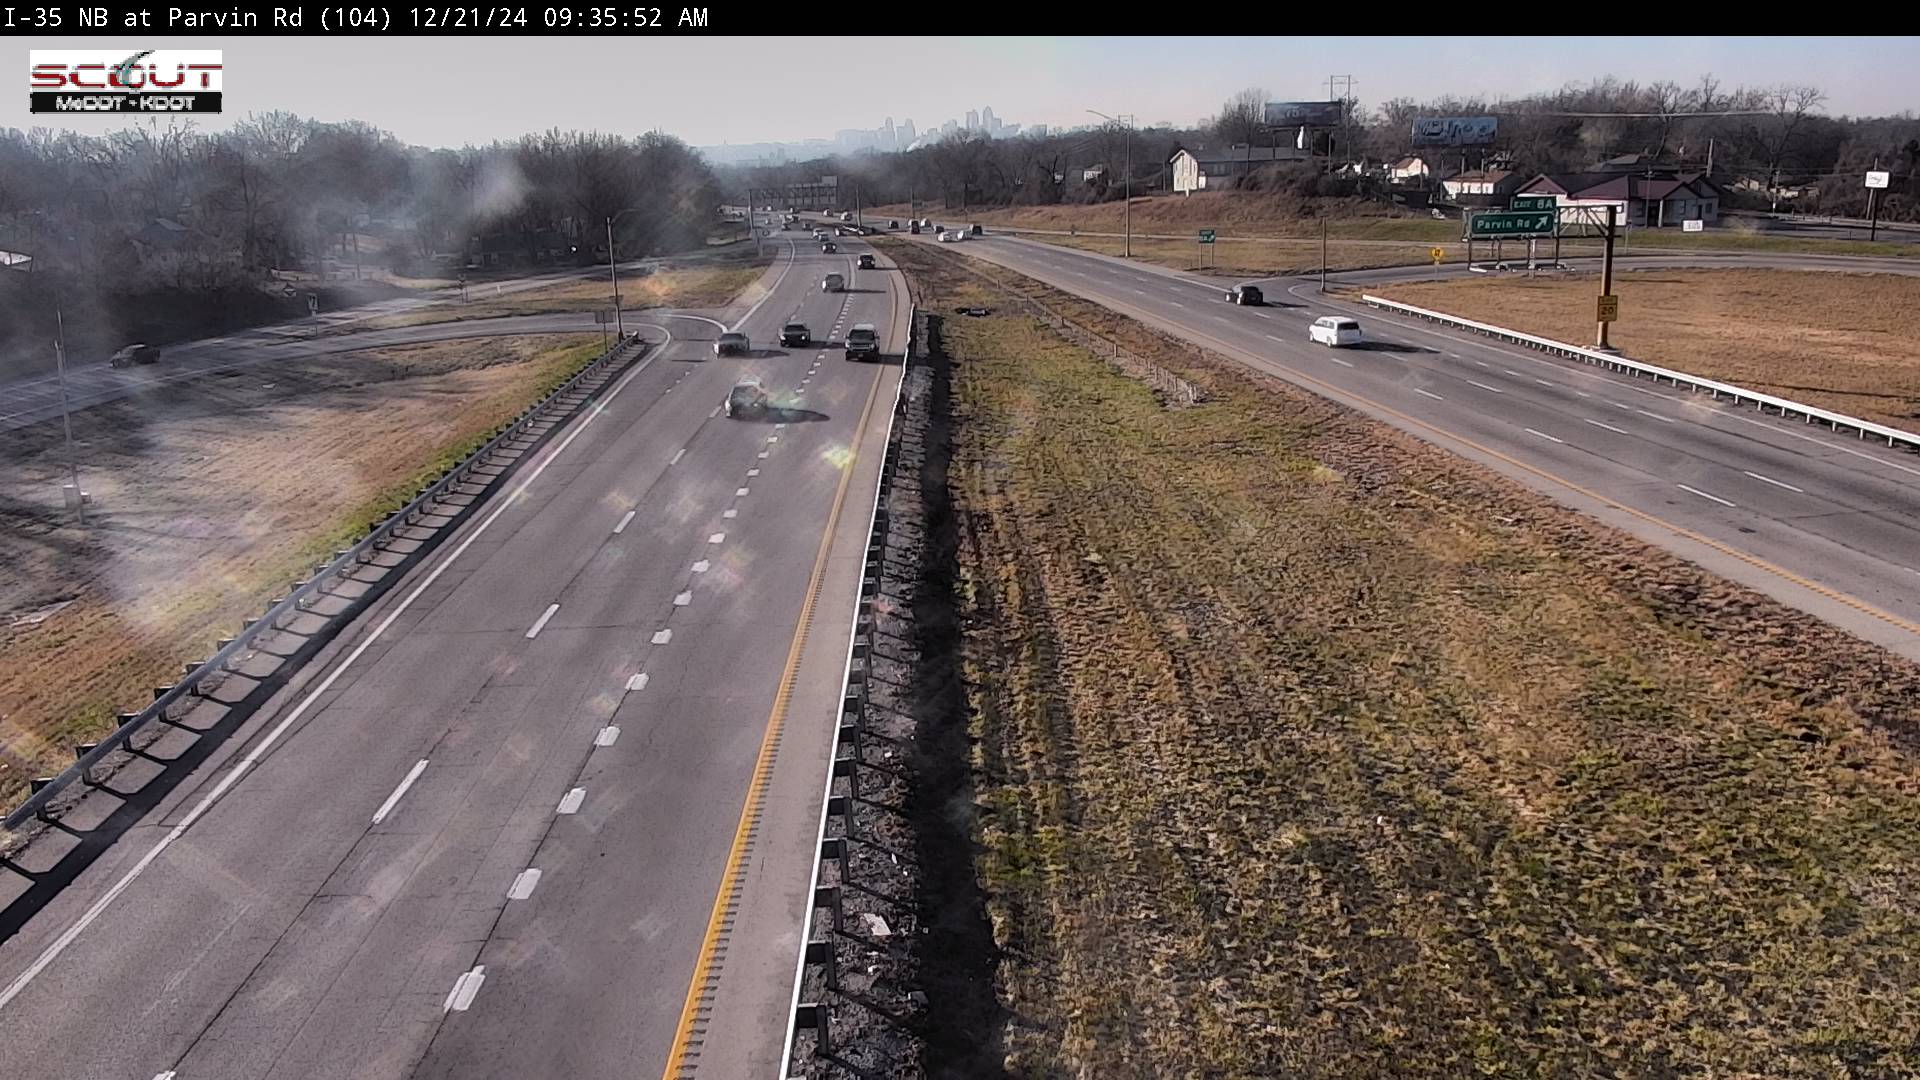 I-35 NB at Parvin Rd (104) 12/21/24 09:35:52 AM
SCOUT
MoDOT - KDOT
EXIT 8A
Parvin Rd
20